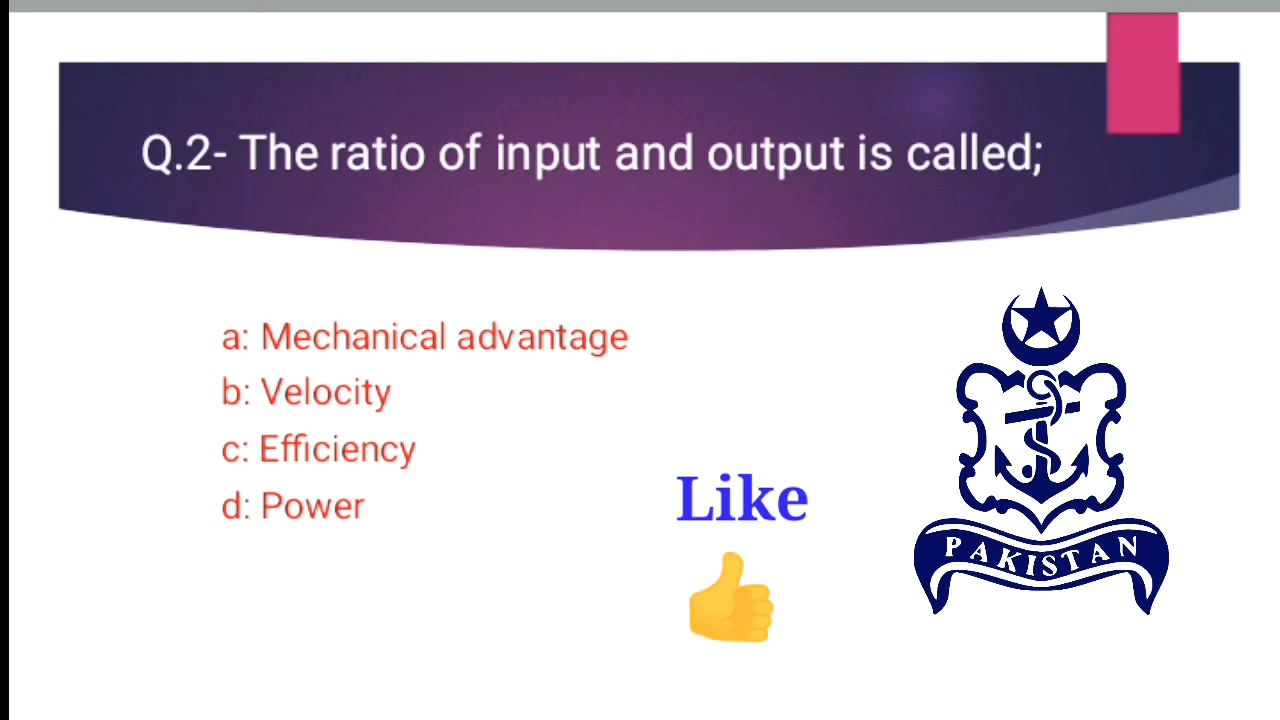 Q.2- The ratio of input and output is called;
a: Mechanical advantage
b: Velocity
c: Efficiency
d: Power
Like
PAKISTAN